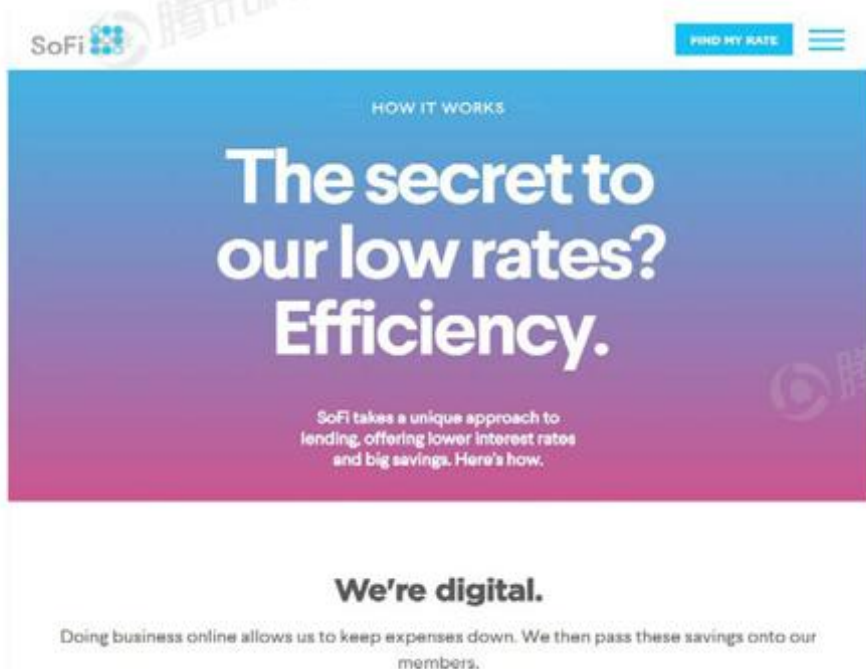 SoFi
FIND MY RATE
HOW IT WORKS
The secret to
our low rates?
Efficiency.
SoFi takes a unique approach to
lending, offering lower interest rates
and big savings. Here's how.
We're digital.
Doing business online allows us to keep expenses down. We then pass these savings onto our
members.